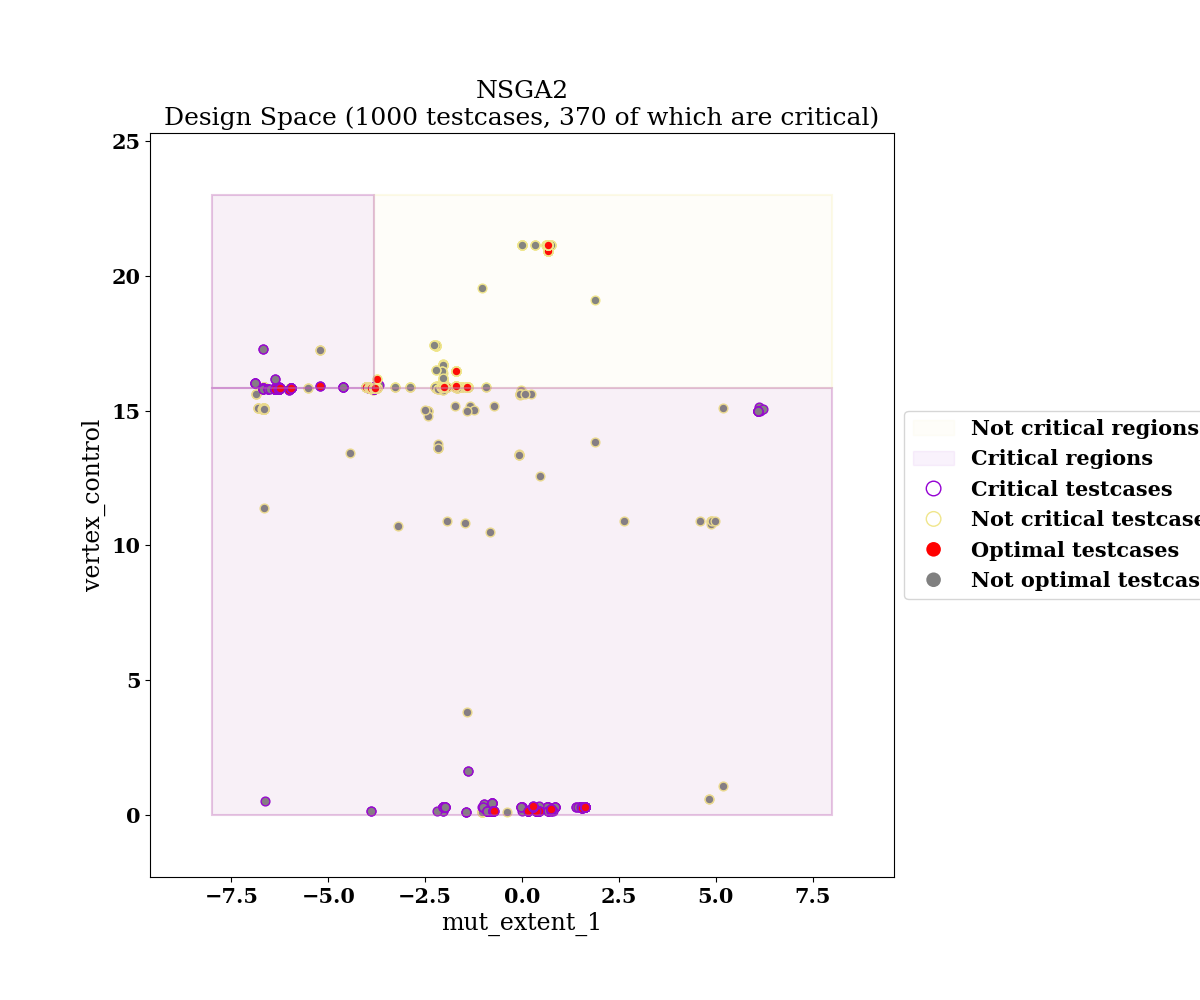 NSGA2
Design Space (1000 testcases, 370 of which are critical)
25
20
15
10
5
0
vertex_control
−7.5 −5.0 −2.5 0.0 2.5 5.0 7.5
mut_extent_1
Not critical regions
Critical regions
Critical testcases
Not critical testcase
Optimal testcases
Not optimal testcas